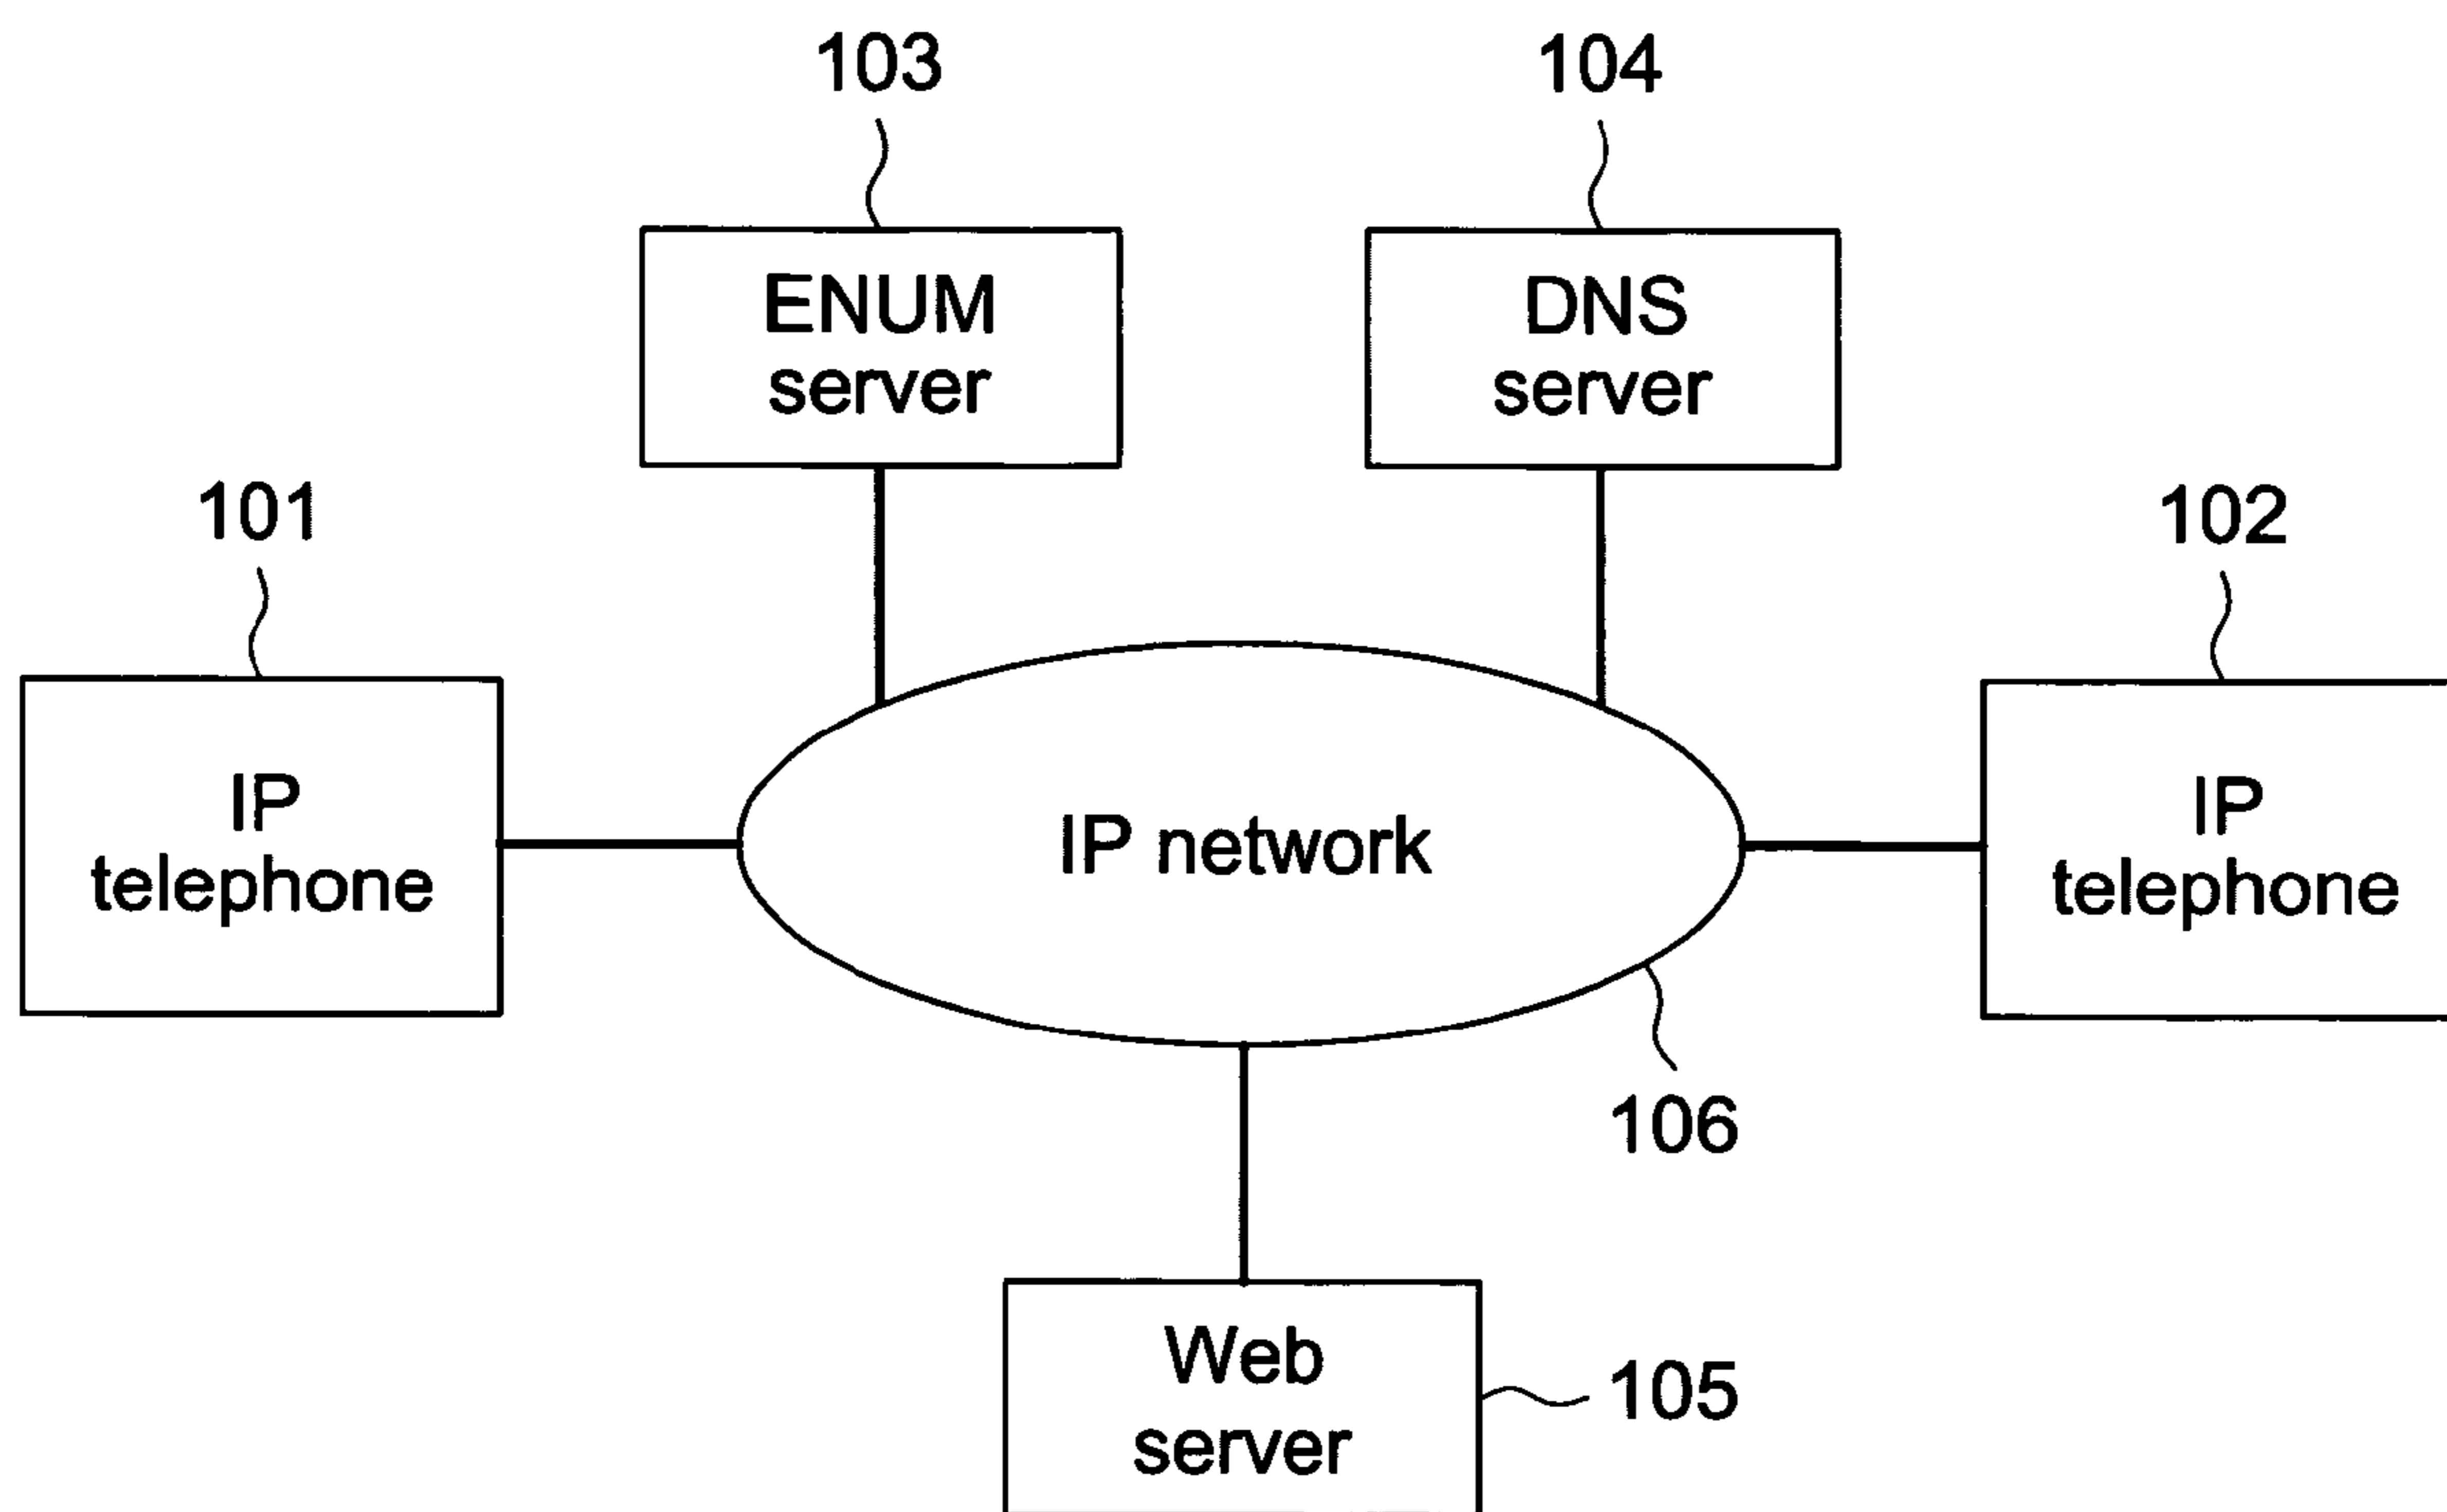 103
104
ENUM
server
DNS
server
101
102
IP
telephone
IP network
IP
telephone
106
Web
server
105